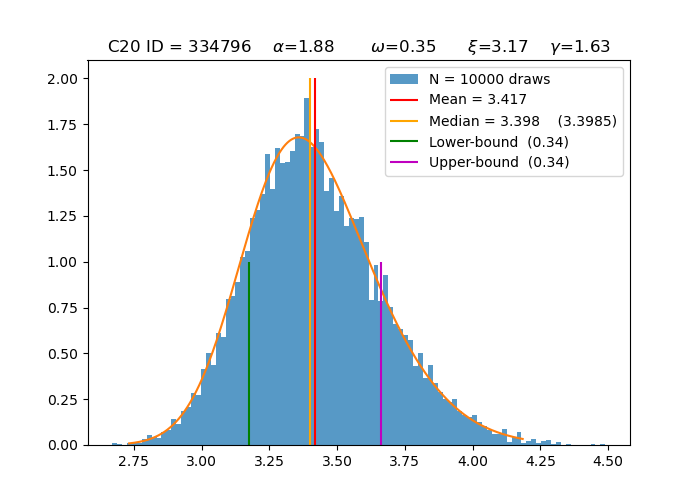 C20 ID = 334796 α=1.88 ω=0.35 ξ=3.17 γ=1.63
N = 10000 draws
Mean = 3.417
Median = 3.398 (3.3985)
Lower-bound (0.34)
Upper-bound (0.34)
2.00
1.75
1.50
1.25
1.00
0.75
0.50
0.25
0.00
2.75 3.00 3.25 3.50 3.75 4.00 4.25 4.50